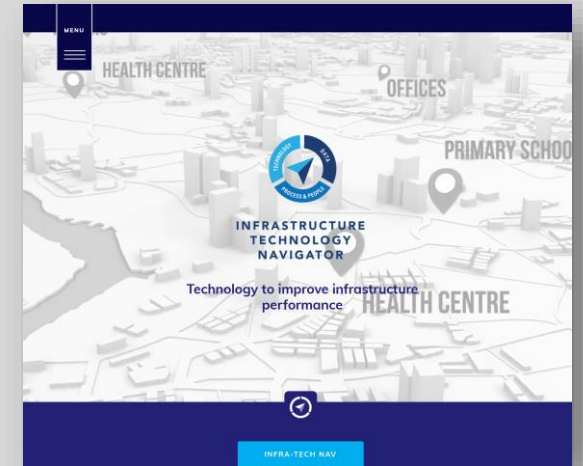 MENU
HEALTH CENTRE
OFFICES
PRIMARY SCHOO
TECHNOLOGY
DATA
PROCESS & PEOPLE
INFRASTRUCTURE
TECHNOLOGY
NAVIGATOR
Technology to improve infrastructure
performance
HEALTH CENTRE
INFRA-TECH NAV